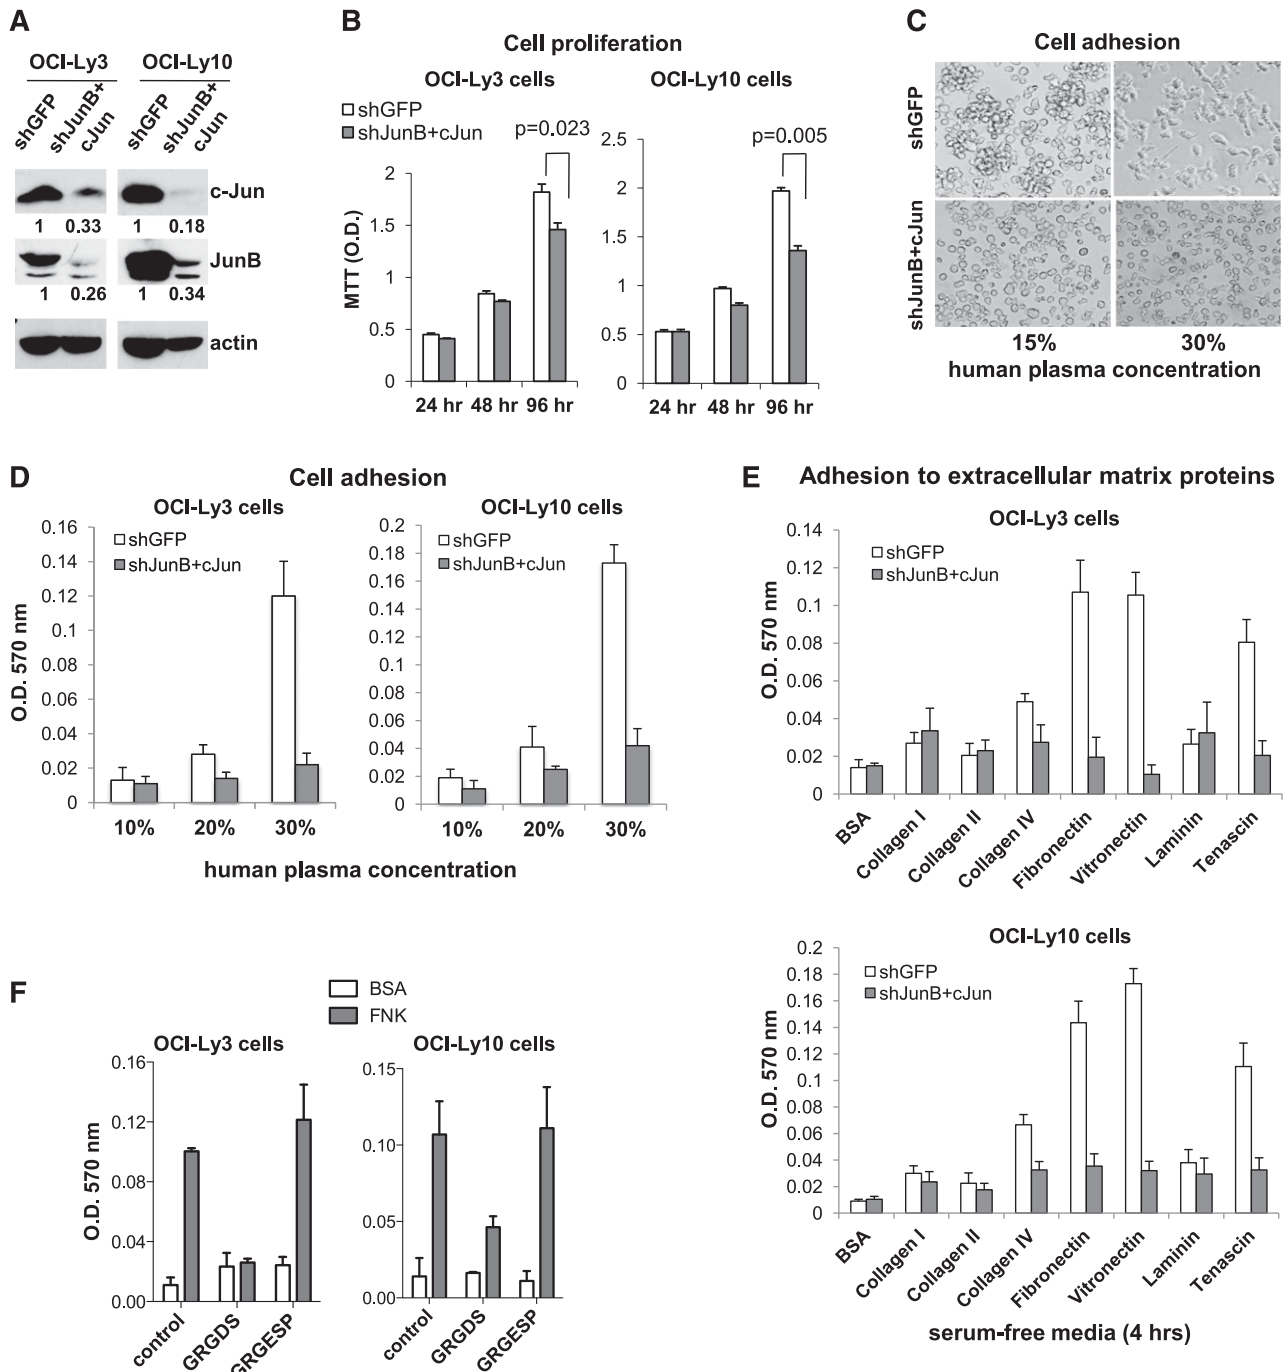 A
OCI-Ly3 OCI-Ly10
shGFP
shJunB+
cJun
shGFP
shJunB+
cJun
c-Jun
1 0.33 1 0.18
JunB
1 0.26 1 0.34
actin
B
Cell proliferation
OCI-Ly3 cells
shGFP
shJunB+cJun
p=0.023
MTT (O.D.)
2
1.5
1
0.5
0
24 hr 48 hr 96 hr
OCI-Ly10 cells
p=0.005
2.5
2
1.5
1
0.5
0
24 hr 48 hr 96 hr
C
Cell adhesion
shGFP
shJunB+cJun
15% 30%
human plasma concentration
D
Cell adhesion
OCI-Ly3 cells
shGFP
shJunB+cJun
O.D. 570 nm
0.16
0.14
0.12
0.1
0.08
0.06
0.04
0.02
0
10% 20% 30%
OCI-Ly10 cells
shGFP
shJunB+cJun
0.2
0.18
0.16
0.14
0.12
0.1
0.08
0.06
0.04
0.02
0
10% 20% 30%
human plasma concentration
E
Adhesion to extracellular matrix proteins
OCI-Ly3 cells
shGFP
shJunB+cJun
O.D. 570 nm
0.14
0.12
0.1
0.08
0.06
0.04
0.02
0
BSA
Collagen I
Collagen II
Collagen IV
Fibronectin
Vitronectin
Laminin
Tenascin
OCI-Ly10 cells
shGFP
shJunB+cJun
O.D. 570 nm
0.2
0.18
0.16
0.14
0.12
0.1
0.08
0.06
0.04
0.02
0
BSA
Collagen I
Collagen II
Collagen IV
Fibronectin
Vitronectin
Laminin
Tenascin
serum-free media (4 hrs)
F
BSA
FNK
OCI-Ly3 cells
O.D. 570 nm
0.16
0.12
0.08
0.04
0.00
control
GRGDS
GRGESP
OCI-Ly10 cells
0.15
0.10
0.05
0.00
control
GRGDS
GRGESP